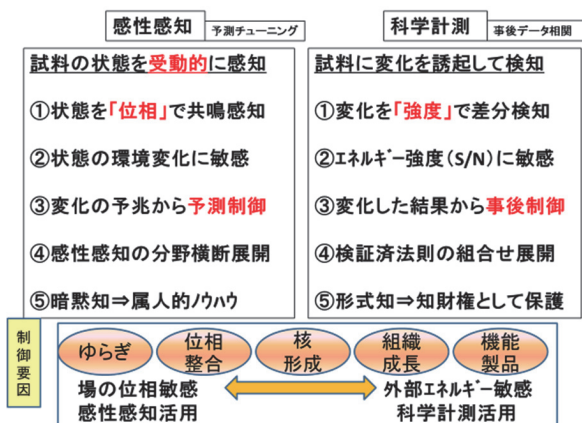 感性感知 予測チューニング
試料の状態を受動的に感知
①状態を「位相」で共鳴感知
②状態の環境変化に敏感
③変化の予兆から予測制御
④感性感知の分野横断展開
⑤暗黙知⇒属人的ノウハウ
科学計測 事後データ相関
試料に変化を誘起して検知
①変化を「強度」で差分検知
②エネルギー強度(S/N)に敏感
③変化した結果から事後制御
④検証済法則の組合せ展開
⑤形式知⇒知財権として保護
制御要因
ゆらぎ
位相
整合
核
形成
組織
成長
機能
製品
場の位相敏感
感性感知活用
外部エネルギー敏感
科学計測活用